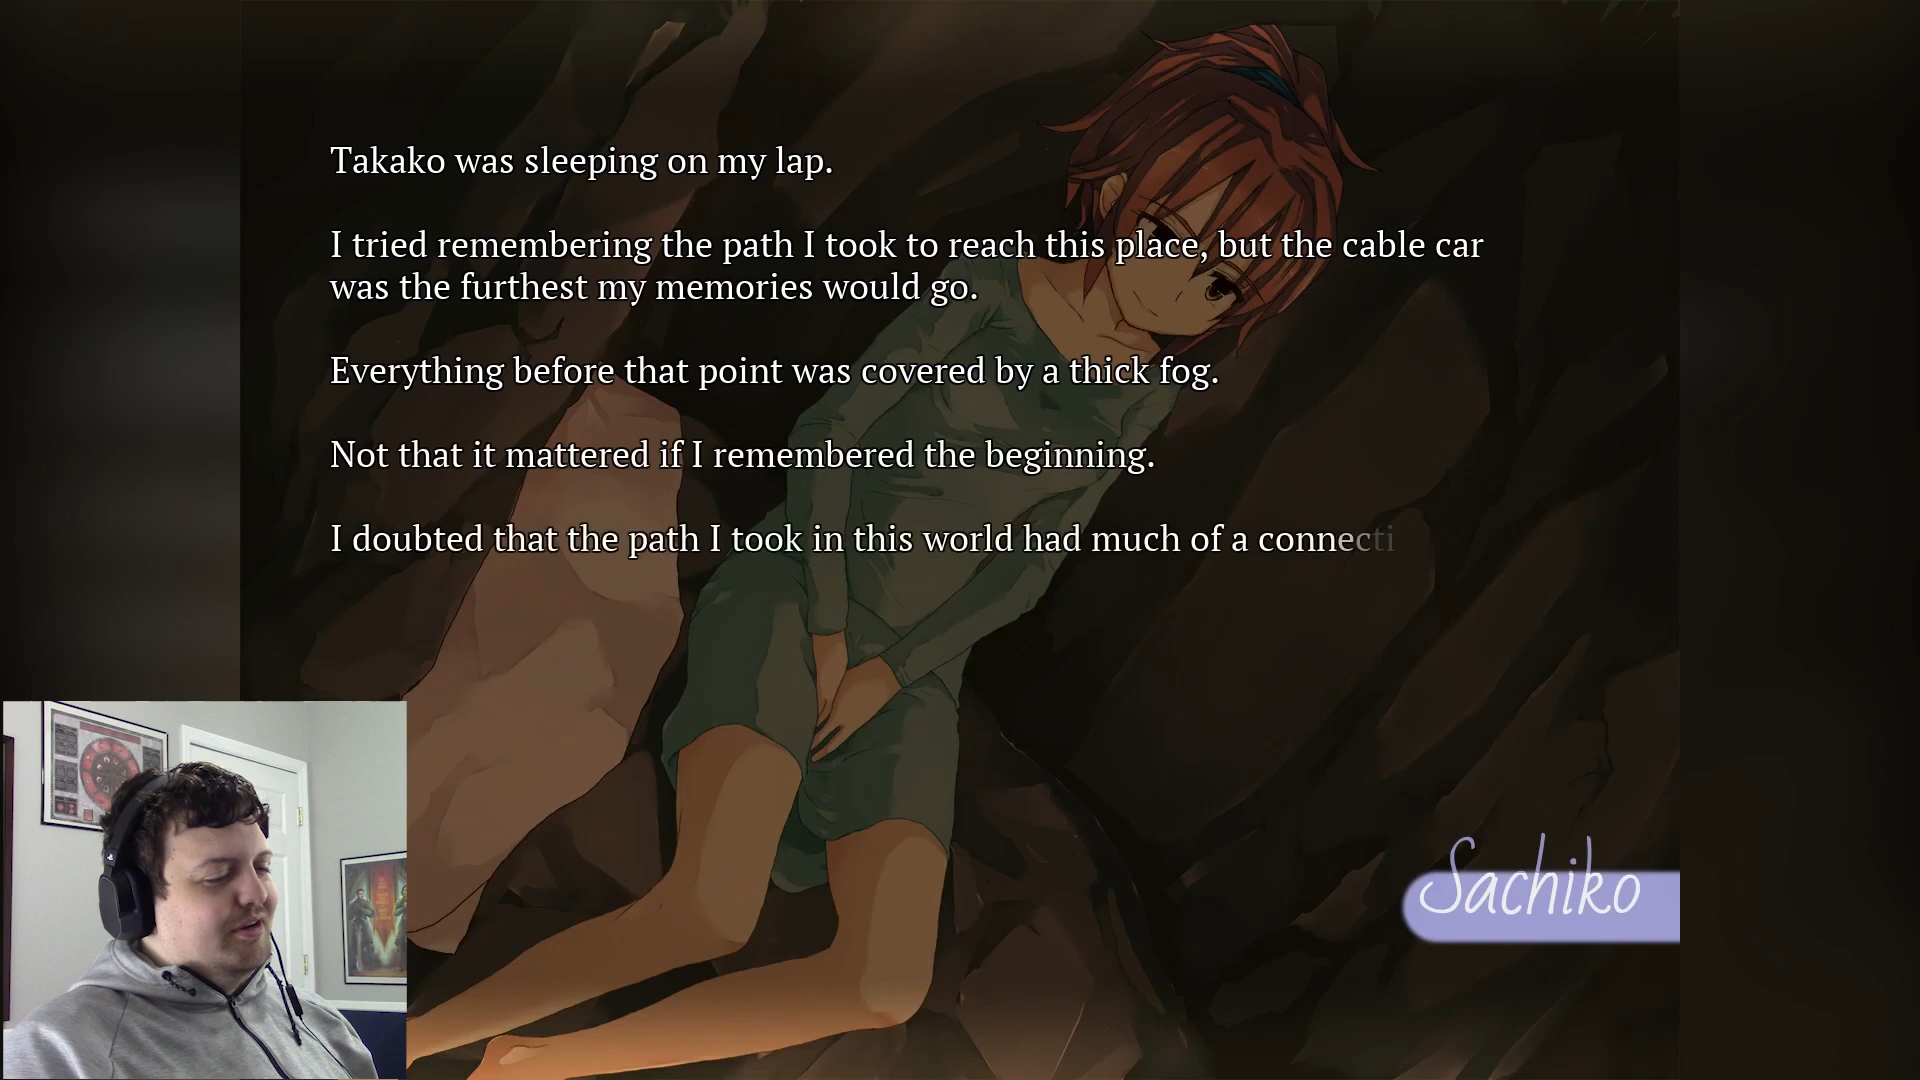 Takako was sleeping on my lap.
I tried remembering the path I took to reach this place, but the cable car
was the furthest my memories would go.
Everything before that point was covered by a thick fog.
Not that it mattered if I remembered the beginning.
I doubted that the path I took in this world had much of a connecti
Sachiko